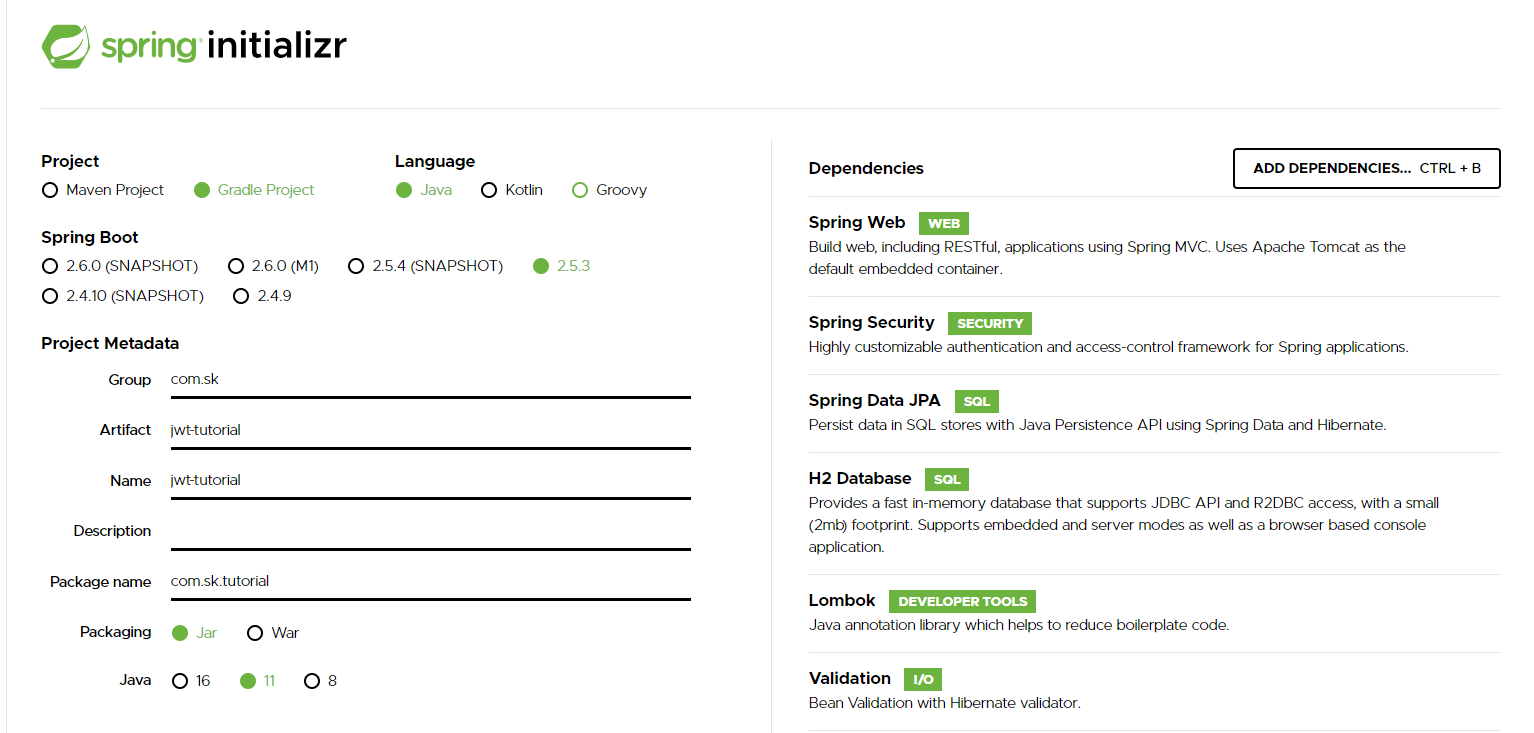 spring initializr
Project
Maven Project Gradle Project
Language
Java Kotlin Groovy
Spring Boot
2.6.0 (SNAPSHOT) 2.6.0 (M1) 2.5.4 (SNAPSHOT) 2.5.3
2.4.10 (SNAPSHOT) 2.4.9
Project Metadata
Group com.sk
Artifact jwt-tutorial
Name jwt-tutorial
Description
Package name com.sk.tutorial
Packaging Jar War
Java 16 11 8
Dependencies
ADD DEPENDENCIES... CTRL + B
Spring Web WEB
Build web, including RESTful, applications using Spring MVC. Uses Apache Tomcat as the
default embedded container.
Spring Security SECURITY
Highly customizable authentication and access-control framework for Spring applications.
Spring Data JPA SQL
Persist data in SQL stores with Java Persistence API using Spring Data and Hibernate.
H2 Database SQL
Provides a fast in-memory database that supports JDBC API and R2DBC access, with a small
(2mb) footprint. Supports embedded and server modes as well as a browser based console
application.
Lombok DEVELOPER TOOLS
Java annotation library which helps to reduce boilerplate code.
Validation I/O
Bean Validation with Hibernate validator.